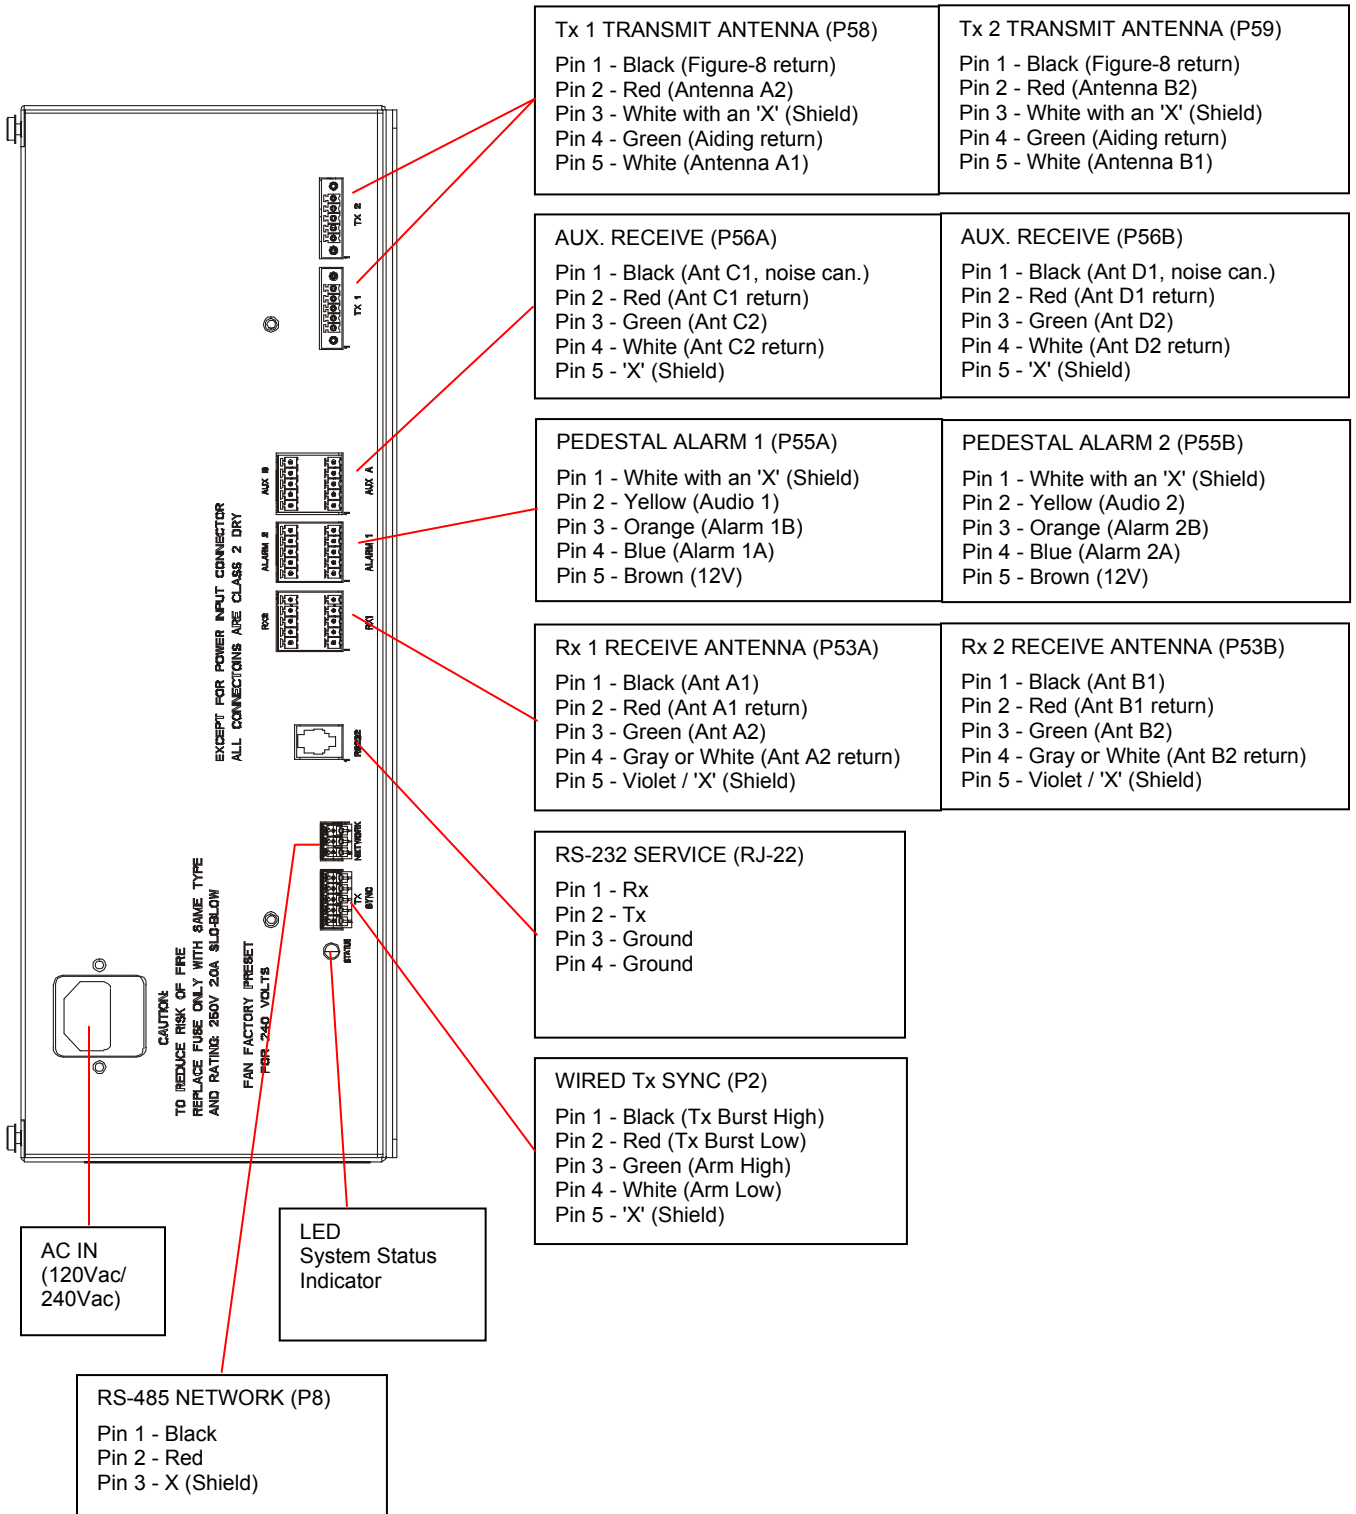 Tx 1 TRANSMIT ANTENNA (P58)
Pin 1 - Black (Figure-8 return)
Pin 2 - Red (Antenna A2)
Pin 3 - White with an 'X' (Shield)
Pin 4 - Green (Aiding return)
Pin 5 - White (Antenna A1)
Tx 2 TRANSMIT ANTENNA (P59)
Pin 1 - Black (Figure-8 return)
Pin 2 - Red (Antenna B2)
Pin 3 - White with an 'X' (Shield)
Pin 4 - Green (Aiding return)
Pin 5 - White (Antenna B1)
AUX. RECEIVE (P56A)
Pin 1 - Black (Ant C1, noise can.)
Pin 2 - Red (Ant C1 return)
Pin 3 - Green (Ant C2)
Pin 4 - White (Ant C2 return)
Pin 5 - 'X' (Shield)
AUX. RECEIVE (P56B)
Pin 1 - Black (Ant D1, noise can.)
Pin 2 - Red (Ant D1 return)
Pin 3 - Green (Ant D2)
Pin 4 - White (Ant D2 return)
Pin 5 - 'X' (Shield)
PEDESTAL ALARM 1 (P55A)
Pin 1 - White with an 'X' (Shield)
Pin 2 - Yellow (Audio 1)
Pin 3 - Orange (Alarm 1B)
Pin 4 - Blue (Alarm 1A)
Pin 5 - Brown (12V)
PEDESTAL ALARM 2 (P55B)
Pin 1 - White with an 'X' (Shield)
Pin 2 - Yellow (Audio 2)
Pin 3 - Orange (Alarm 2B)
Pin 4 - Blue (Alarm 2A)
Pin 5 - Brown (12V)
Rx 1 RECEIVE ANTENNA (P53A)
Pin 1 - Black (Ant A1)
Pin 2 - Red (Ant A1 return)
Pin 3 - Green (Ant A2)
Pin 4 - Gray or White (Ant A2 return)
Pin 5 - Violet / 'X' (Shield)
Rx 2 RECEIVE ANTENNA (P53B)
Pin 1 - Black (Ant B1)
Pin 2 - Red (Ant B1 return)
Pin 3 - Green (Ant B2)
Pin 4 - Gray or White (Ant B2 return)
Pin 5 - Violet / 'X' (Shield)
RS-232 SERVICE (RJ-22)
Pin 1 - Rx
Pin 2 - Tx
Pin 3 - Ground
Pin 4 - Ground
WIRED Tx SYNC (P2)
Pin 1 - Black (Tx Burst High)
Pin 2 - Red (Tx Burst Low)
Pin 3 - Green (Arm High)
Pin 4 - White (Arm Low)
Pin 5 - 'X' (Shield)
TX 2
TX 1
AUX B
AUX A
ALARM 2
ALARM 1
RX2
RX1
RS232
NETWORK
TX
SYNC
STATUS
EXCEPT FOR POWER INPUT CONNECTOR
ALL CONNECTOINS ARE CLASS 2 DRY
CAUTION:
TO REDUCE RISK OF FIRE
REPLACE FUSE ONLY WITH SAME TYPE
AND RATING: 250V 2.0A SLO-BLOW
FAN FACTORY PRESET
FOR 240 VOLTS
AC IN
(120Vac/
240Vac)
LED
System Status
Indicator
RS-485 NETWORK (P8)
Pin 1 - Black
Pin 2 - Red
Pin 3 - X (Shield)